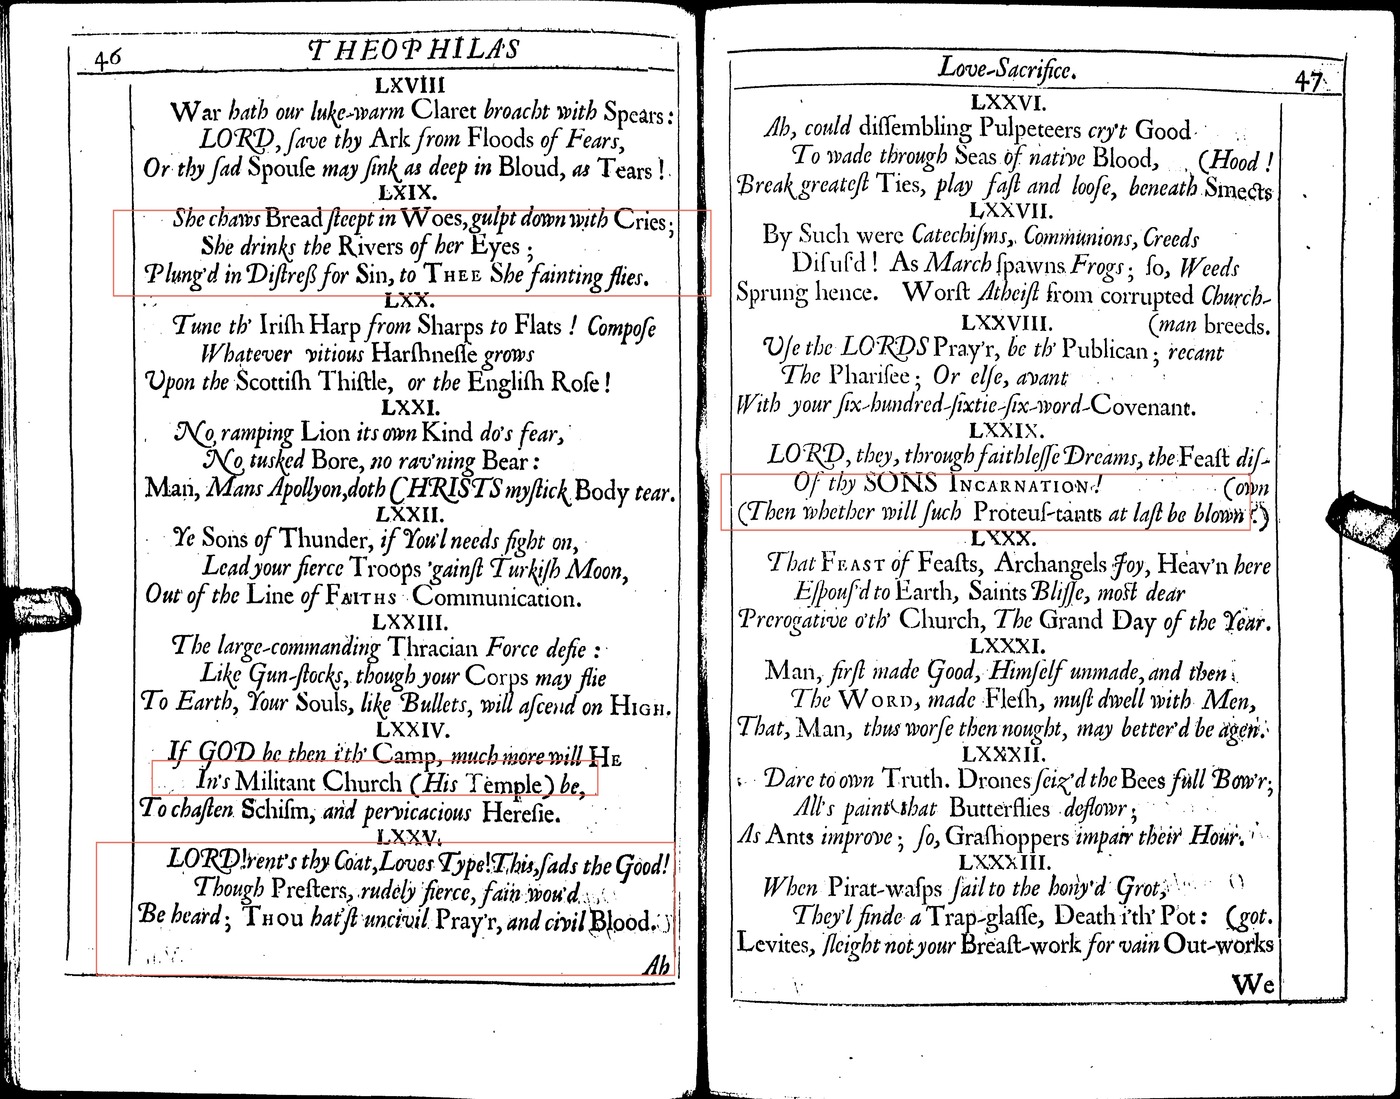 46
THEOPHILAS
LXVIII
War hath our luke-warm Claret broacht with Spears:
LORD, ſave thy Ark from Floods of Fears,
Or thy ſad Spouſe may ſink as deep in Bloud, as Tears!
LXIX.
She chaws Bread ſteept in Woes, gulpt down with Cries;
She drinks the Rivers of her Eyes;
Plung'd in Diſtreß for Sin, to THEE She fainting flies.
LXX.
Tune th' Iriſh Harp from Sharps to Flats! Compoſe
Whatever vitious Harſhneſſe grows
Upon the Scottiſh Thiſtle, or the Engliſh Roſe!
LXXI.
No ramping Lion its own Kind do's fear,
No tusked Bore, no rav'ning Bear:
Man, Mans Apollyon, doth CHRISTS myſtick Body tear.
LXXII.
Ye Sons of Thunder, if You'l needs fight on,
Lead your fierce Troops 'gainſt Turkiſh Moon,
Out of the Line of FAITHS Communication.
LXXIII.
The large-commanding Thracian Force defie:
Like Gun-ſtocks, though your Corps may flie
To Earth, Your Souls, like Bullets, will aſcend on HIGH.
LXXIV.
If GOD be then i'th' Camp, much more will HE
In's Militant Church (His Temple) be,
To chaſten Schiſm, and pervicacious Hereſie.
LXXV.
LORD! rent's thy Coat, Loves Type! This, ſads the Good!
Though Preſters, rudely fierce, fain wou'd
Be heard; THOU hat'ſt uncivil Pray'r, and civil Blood.
Ah
Love-Sacrifice.
47
LXXVI.
Ah, could diſſembling Pulpeteers cry't Good
To wade through Seas of native Blood, (Hood!
Break greateſt Ties, play faſt and looſe, beneath Smects
LXXVII.
By Such were Catechiſms, Communions, Creeds
Diſuſ'd! As March ſpawns Frogs; ſo, Weeds
Sprung hence. Worſt Atheiſt from corrupted Church-
LXXVIII. (man breeds.
Uſe the LORDS Pray'r, be th' Publican; recant
The Phariſee; Or elſe, avant
With your ſix-hundred-ſixtie-ſix-word-Covenant.
LXXIX.
LORD, they, through faithleſſe Dreams, the Feaſt diſ-
Of thy SONS INCARNATION! (own
(Then whether will ſuch Proteuſ-tants at laſt be blown?)
LXXX.
That FEAST of Feaſts, Archangels Joy, Heav'n here
Eſpouſ'd to Earth, Saints Bliſſe, moſt dear
Prerogative o'th' Church, The Grand Day of the Year.
LXXXI.
Man, firſt made Good, Himſelf unmade, and then
The WORD, made Fleſh, muſt dwell with Men,
That, Man, thus worſe then nought, may better'd be agen.
LXXXII.
Dare to own Truth. Drones ſeiz'd the Bees full Bow'r;
All's paint that Butterflies deflowr;
As Ants improve; ſo, Graſhoppers impair their Hour.
LXXXIII.
When Pirat-waſps ſail to the hony'd Grot,
They'l finde a Trap-glaſſe, Death i'th' Pot: (got.
Levites, ſleight not your Breaſt-work for vain Out-works
We